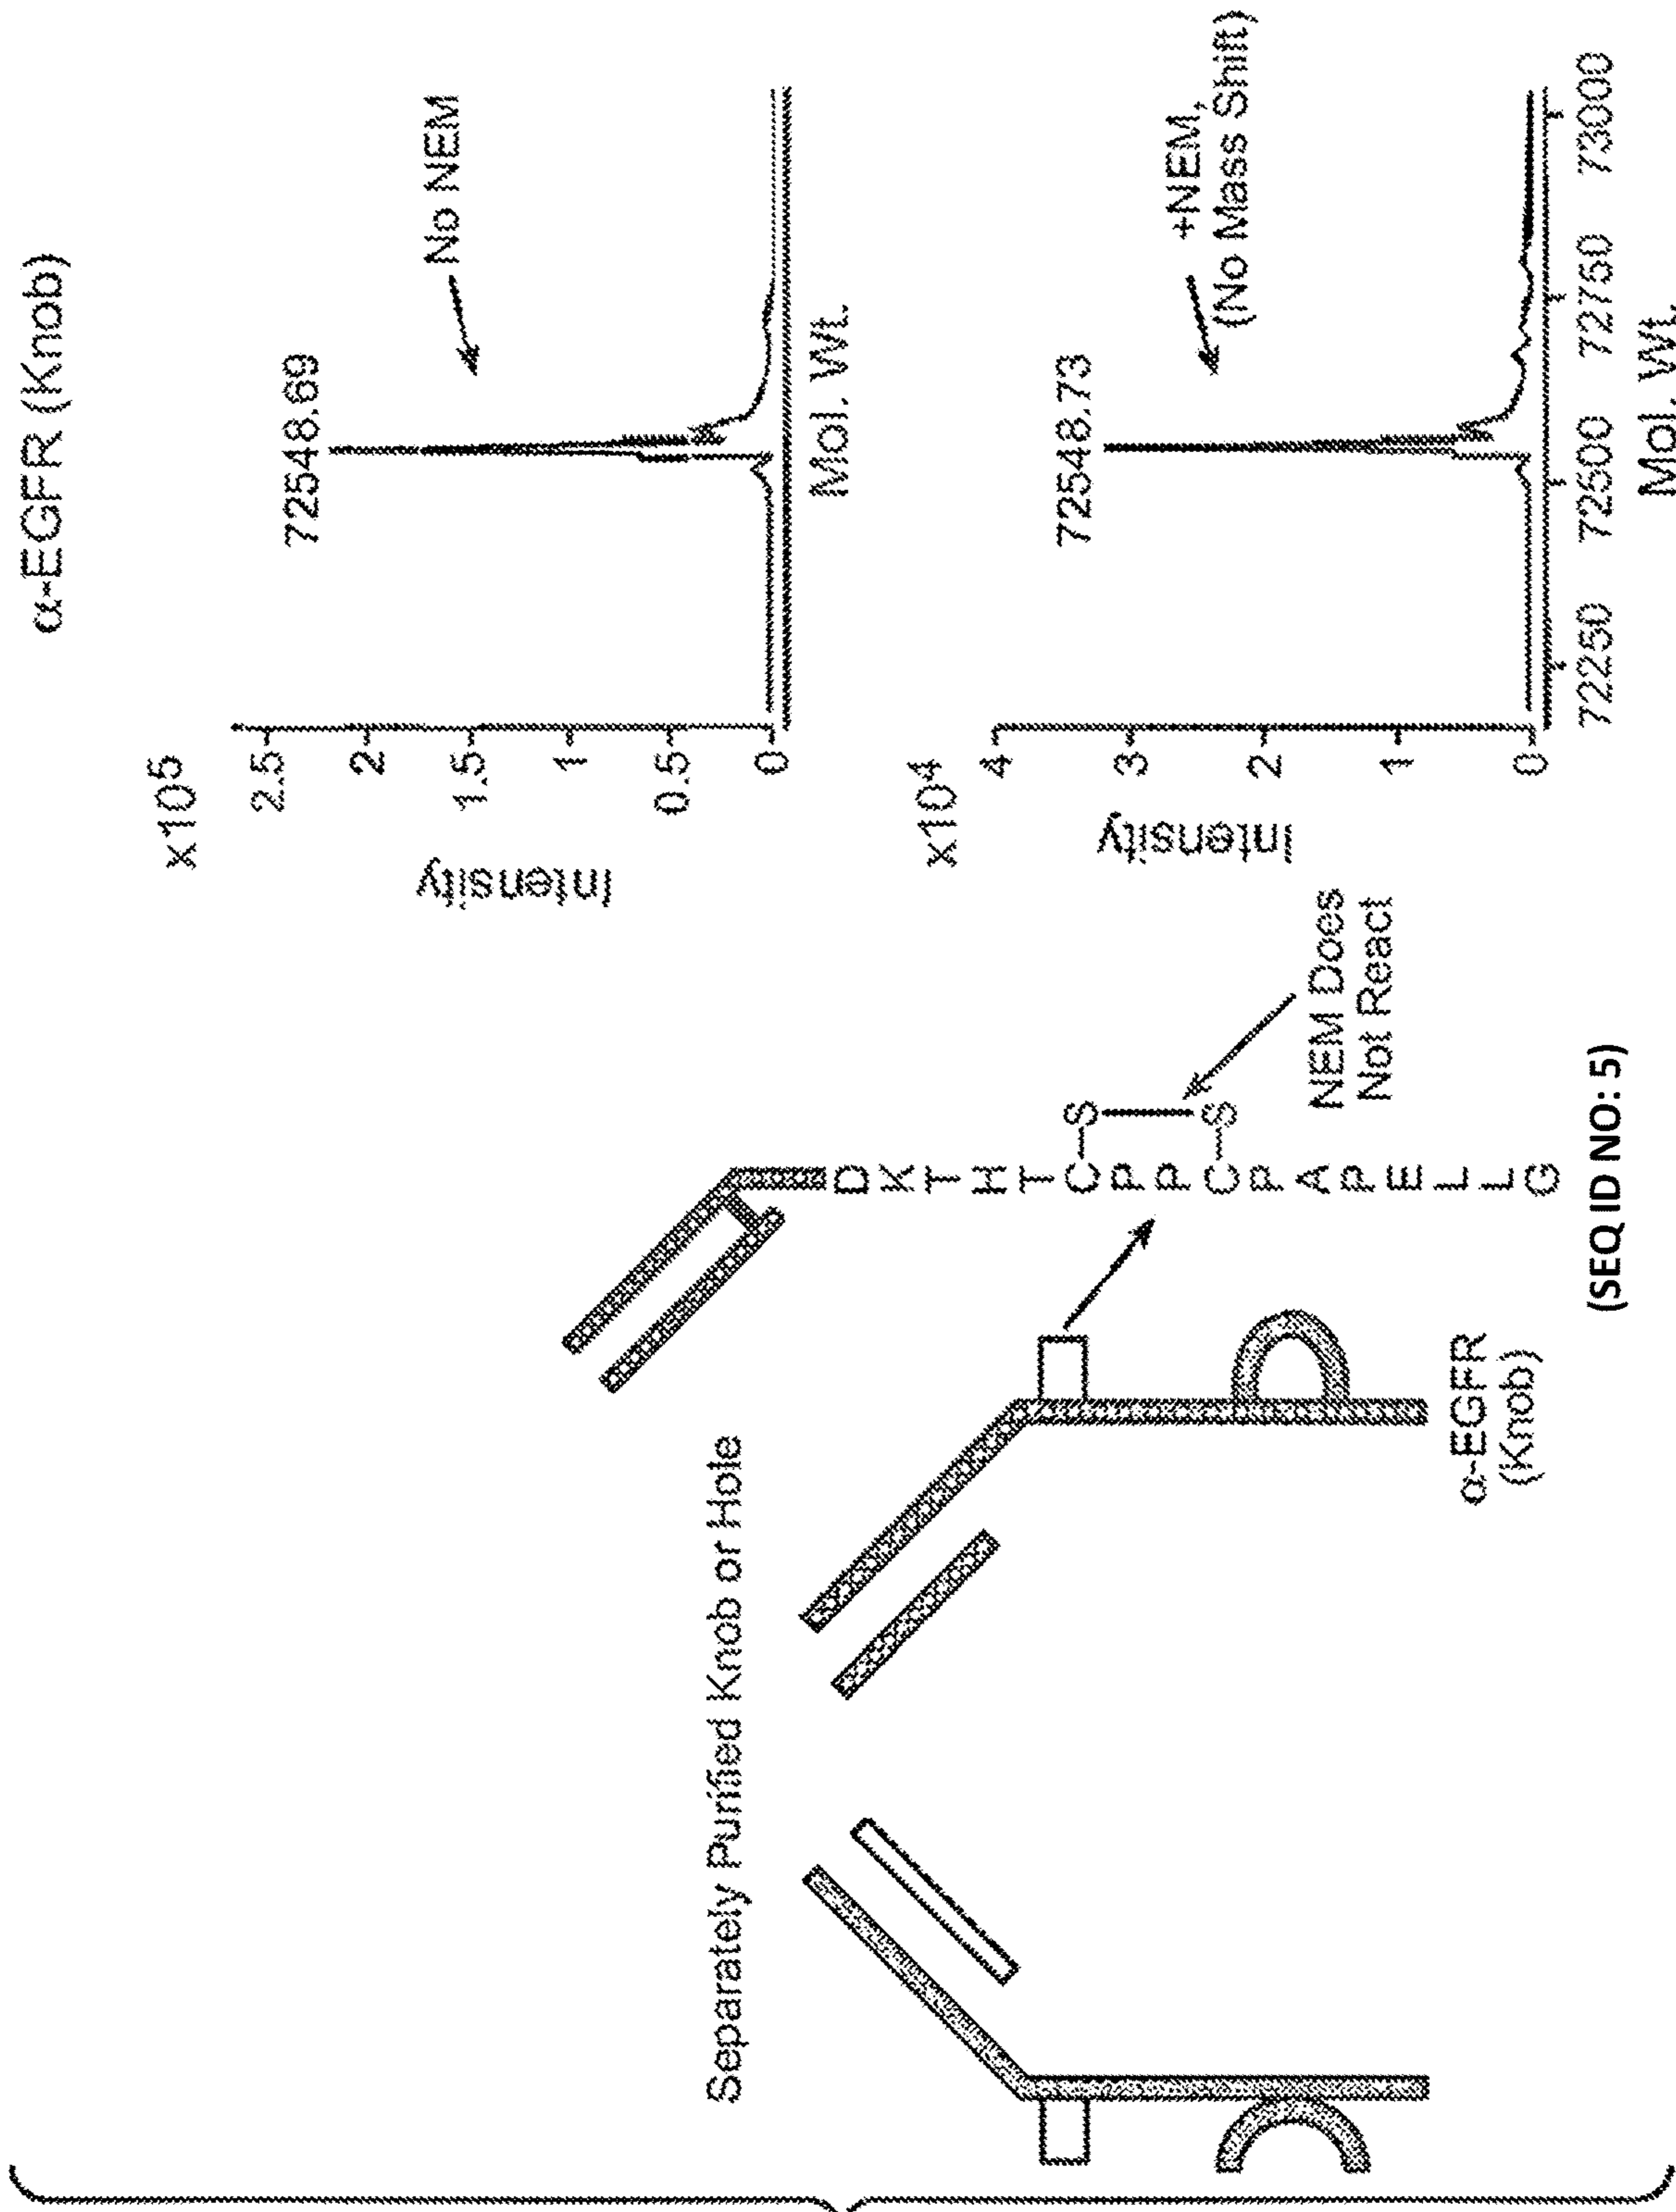 Separately Purified Knob or Hole
α-EGFR
(Knob)
D
K
T
H
T
C-S
P
P
C-S
P
A
P
E
L
L
G
NEM Does
Not React
(SEQ ID NO: 5)
α-EGFR (Knob)
x10⁵
2.5
2
1.5
1
0.5
0
Intensity
72548.69
No NEM
Mol. Wt.
x10⁴
4
3
2
1
0
Intensity
72548.73
+NEM,
(No Mass Shift)
72250 72500 72750 73000
Mol. Wt.